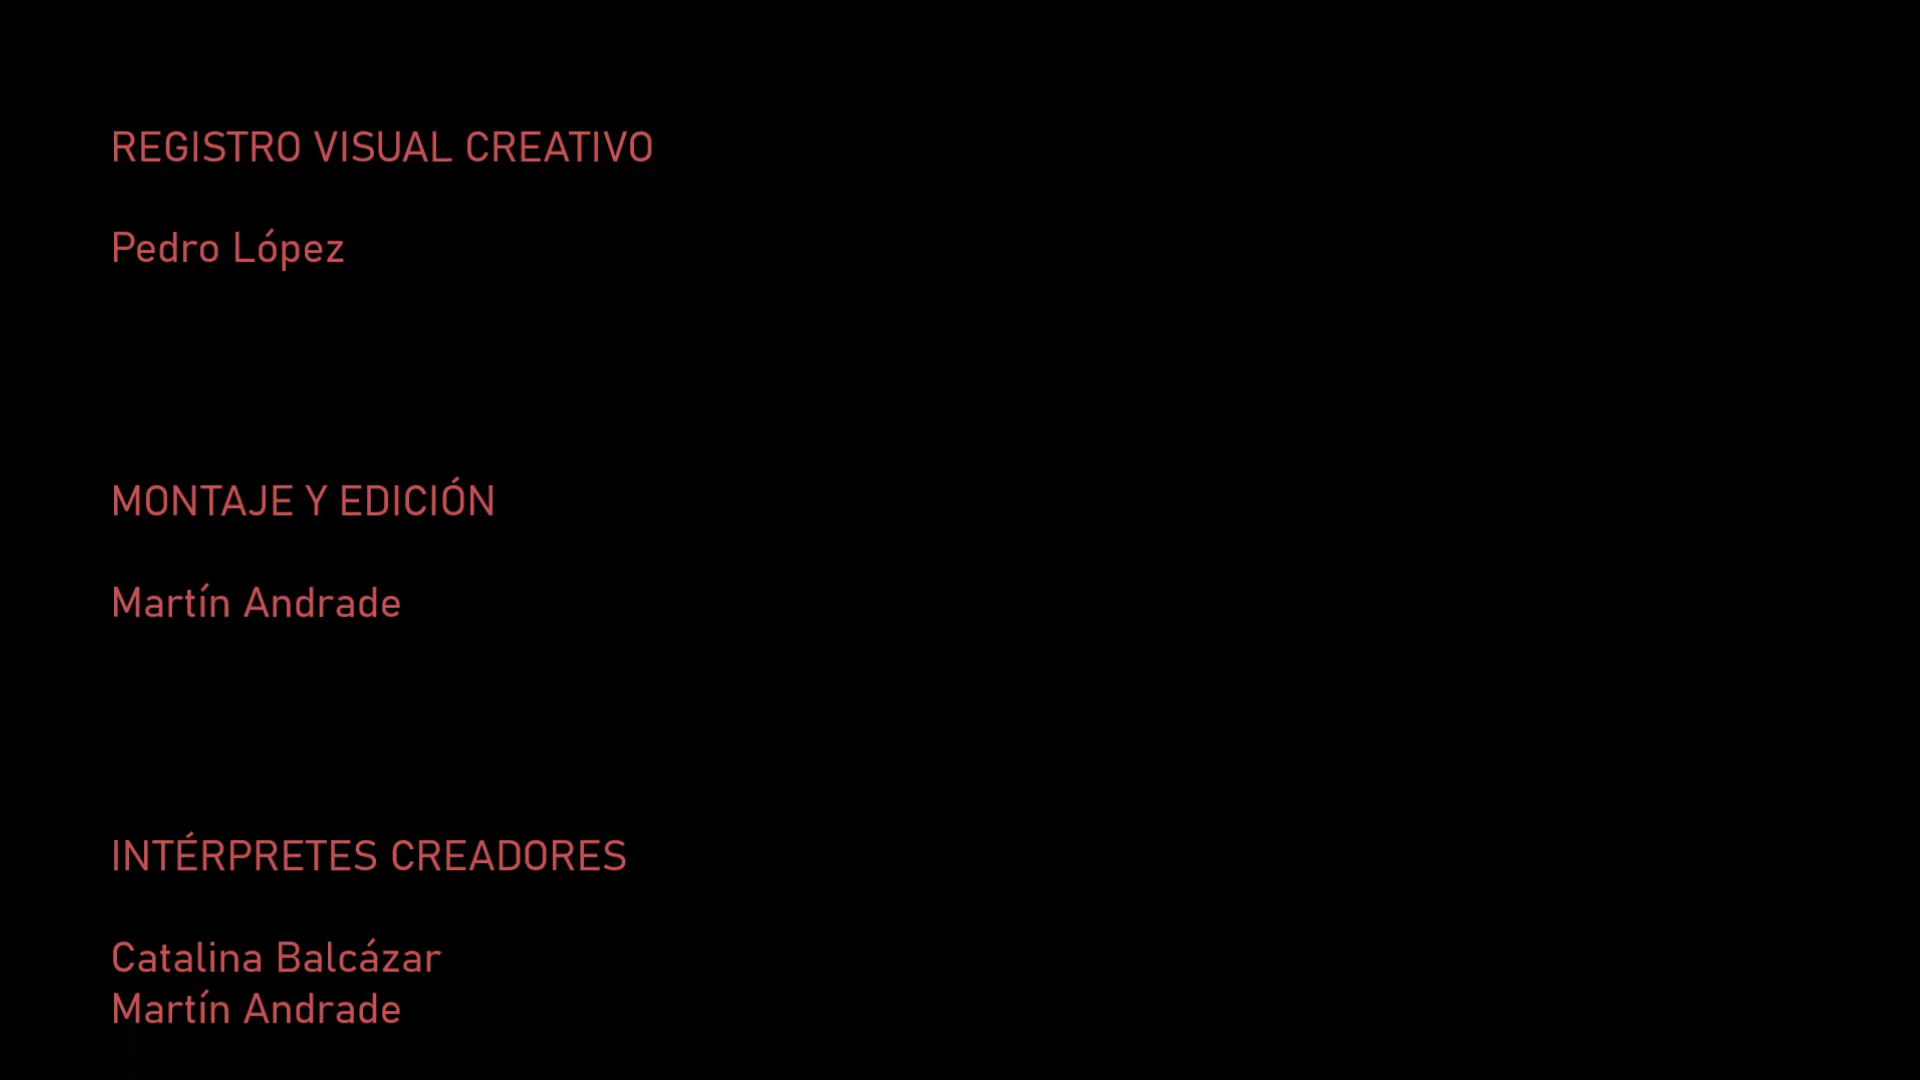 REGISTRO VISUAL CREATIVO
Pedro López
MONTAJE Y EDICIÓN
Martín Andrade
INTÉRPRETES CREADORES
Catalina Balcázar
Martín Andrade